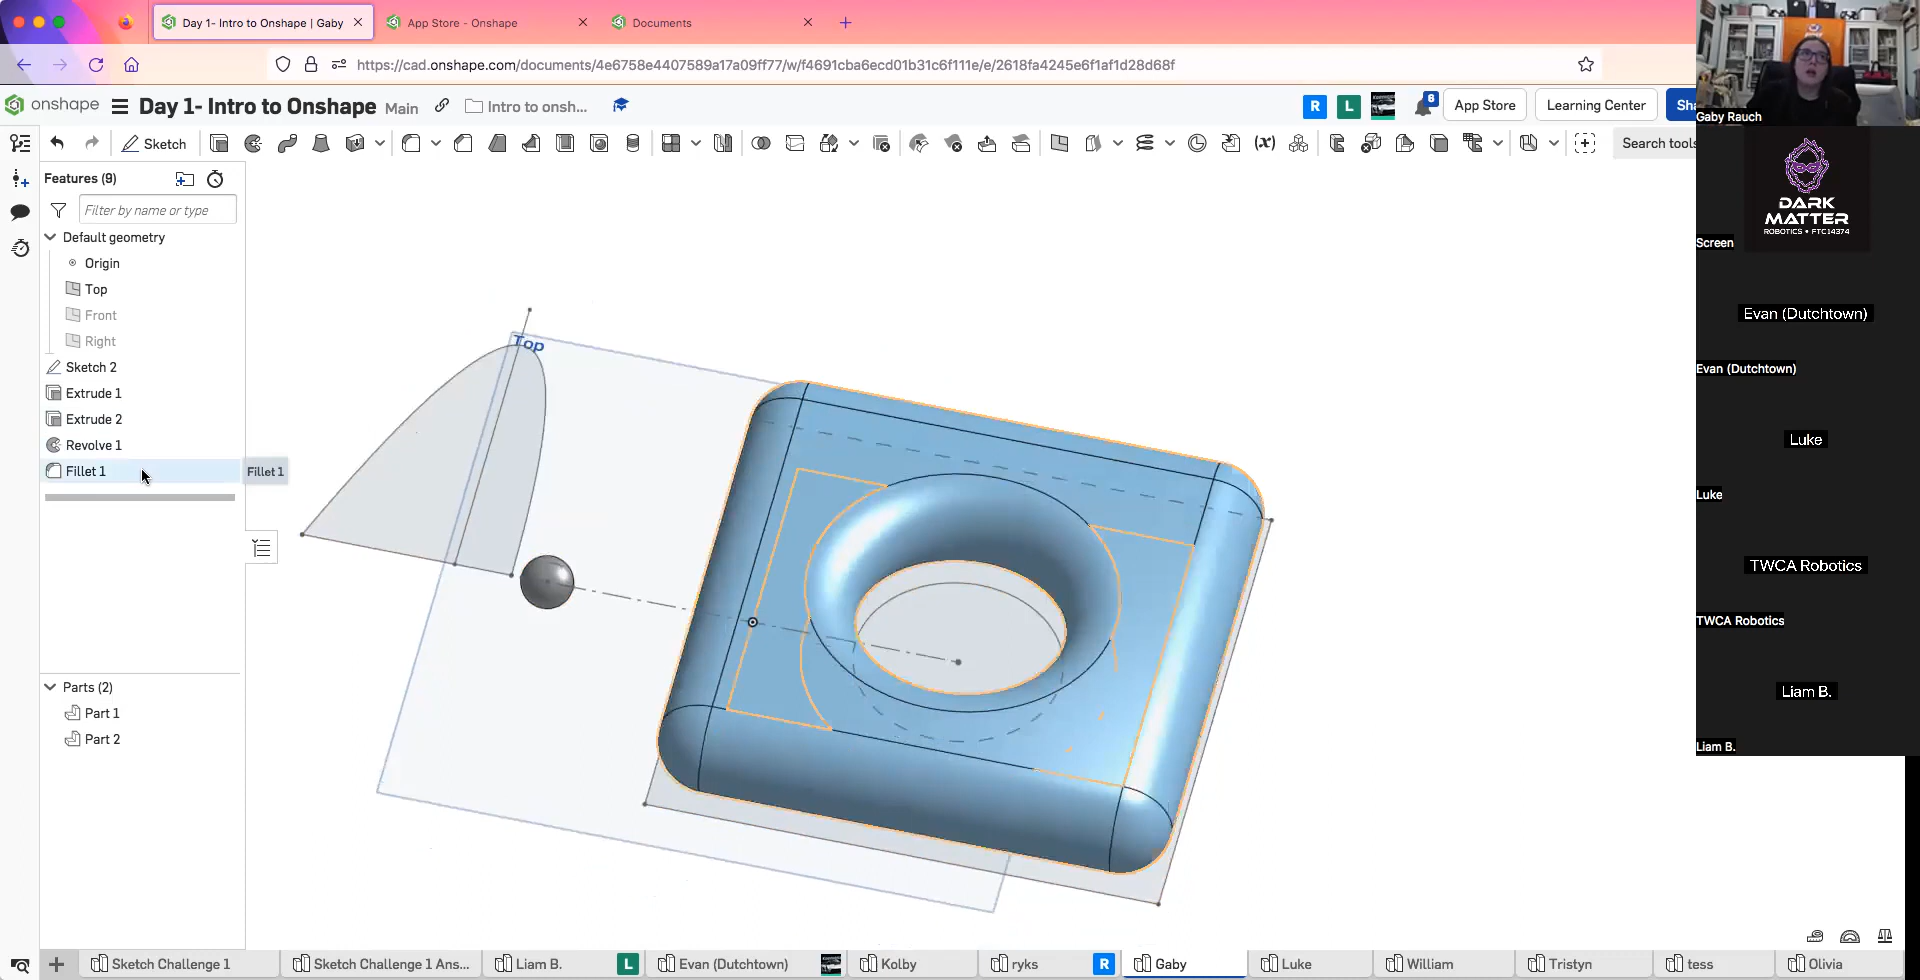 Day 1- Intro to Onshape | Gaby
App Store - Onshape
Documents
https://cad.onshape.com/documents/4e6758e4407589a17a09ff77/w/f4691cba6ecd01b31c6f111e/e/2618fa4245e6f1af1d28d68f
onshape
Day 1- Intro to Onshape
Main
Intro to onsh...
R
L
8
App Store
Learning Center
Sha
Sketch
(x)
Search tools
Features (9)
Filter by name or type
Default geometry
Origin
Top
Front
Right
Sketch 2
Extrude 1
Extrude 2
Revolve 1
Fillet 1
Fillet 1
Parts (2)
Part 1
Part 2
Top
Gaby Rauch
DARK
MATTER
ROBOTICS • FTC14374
Screen
Evan (Dutchtown)
Evan (Dutchtown)
Luke
Luke
TWCA Robotics
TWCA Robotics
Liam B.
Liam B.
Sketch Challenge 1
Sketch Challenge 1 Ans...
Liam B.
L
Evan (Dutchtown)
Kolby
ryks
R
Gaby
Luke
William
Tristyn
tess
Olivia